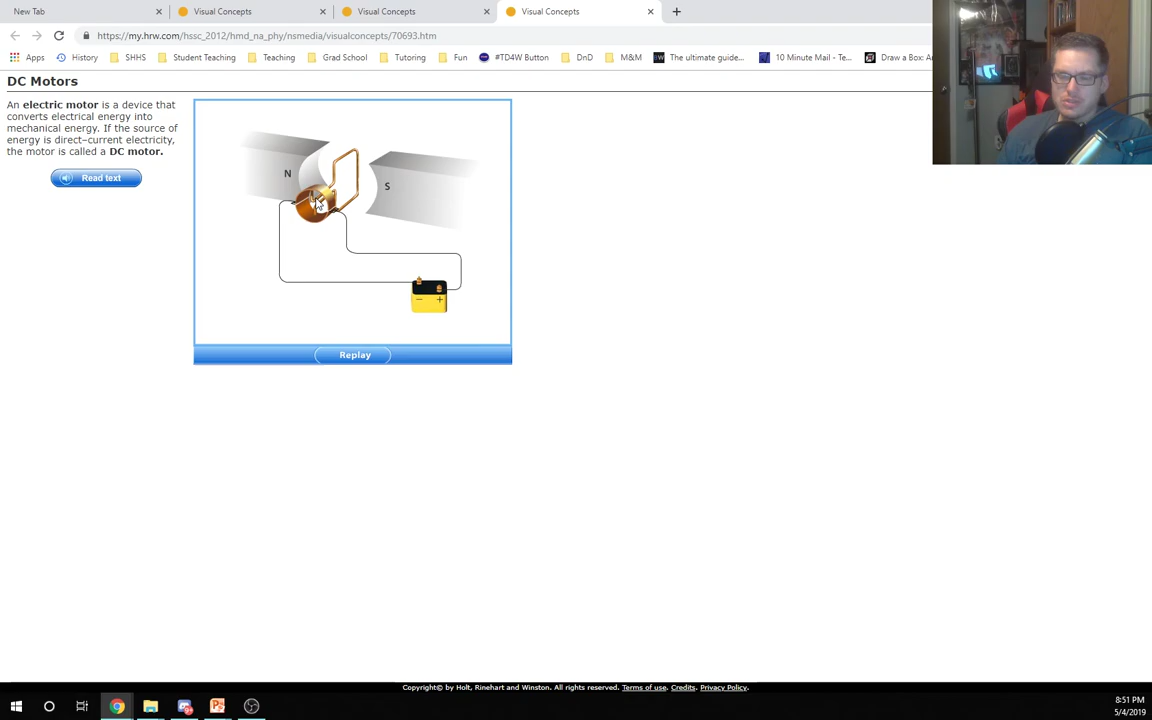 New Tab
Visual Concepts
Visual Concepts
Visual Concepts
https://my.hrw.com/hssc_2012/hmd_na_phy/nsmedia/visualconcepts/70693.htm
Apps
History
SHHS
Student Teaching
Teaching
Grad School
Tutoring
Fun
#TD4W Button
DnD
M&M
The ultimate guide...
10 Minute Mail - Te...
Draw a Box: Ar
DC Motors
An electric motor is a device that
converts electrical energy into
mechanical energy. If the source of
energy is direct–current electricity,
the motor is called a DC motor.
Read text
N
S
− +
Replay
Copyright© by Holt, Rinehart and Winston. All rights reserved. Terms of use. Credits. Privacy Policy.
8:51 PM
5/4/2019